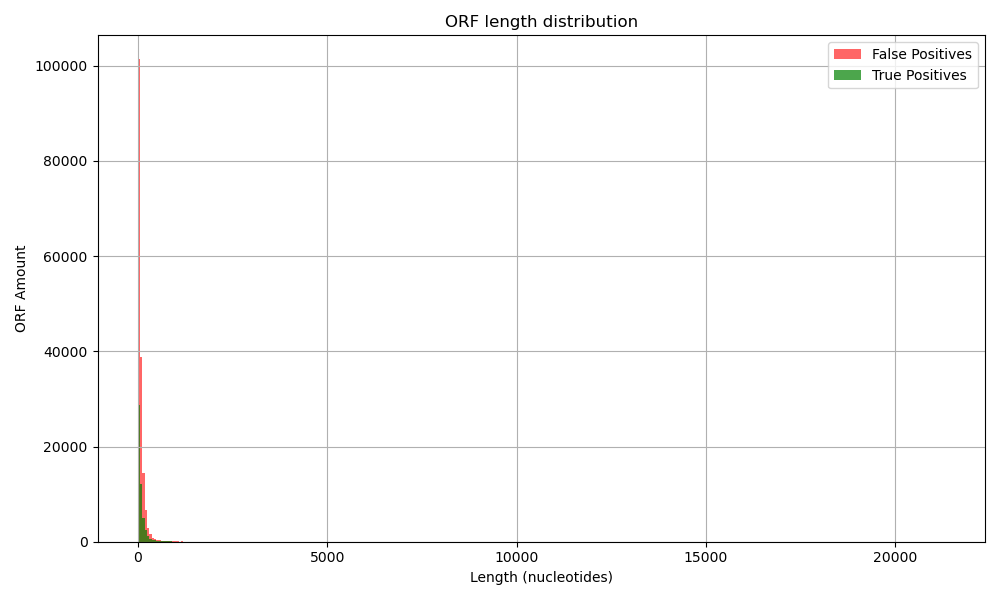 ORF length distribution
False Positives
True Positives
100000
80000
60000
40000
20000
0
ORF Amount
0 5000 10000 15000 20000
Length (nucleotides)